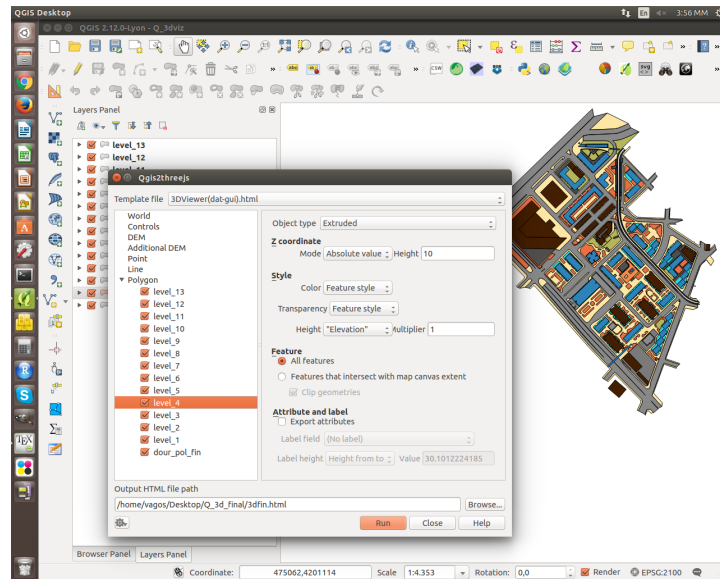 QGIS Desktop
En
3:56 ΜΜ
QGIS 2.12.0-Lyon - Q_3dviz
Layers Panel
level_13
level_12
Qgis2threejs
Template file 3DViewer(dat-gui).html
World
Controls
DEM
Additional DEM
Point
Line
Polygon
level_13
level_12
level_11
level_10
level_9
level_8
level_7
level_6
level_5
level_4
level_3
level_2
level_1
dour_pol_fin
Object type Extruded
Z coordinate
Mode Absolute value Height 10
Style
Color Feature style
Transparency Feature style
Height "Elevation" Multiplier 1
Feature
All features
Features that intersect with map canvas extent
Clip geometries
Attribute and label
Export attributes
Label field (No label)
Label height Height from to Value 30.1012224185
Output HTML file path
/home/vagos/Desktop/Q_3d_final/3dfin.html
Browse...
Run Close Help
Browser Panel Layers Panel
Coordinate: 475062,4201114 Scale 1:4.353 Rotation: 0,0 Render EPSG:2100